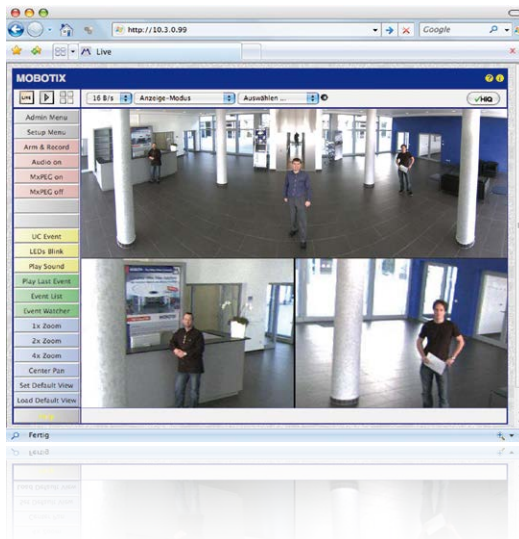 http://10.3.0.99
Google
Live
MOBOTIX
LIVE
16 B/s
Anzeige-Modus
Auswählen ...
HiQ
Admin Menu
Setup Menu
Arm & Record
Audio on
MxPEG on
MxPEG off
UC Event
LEDs Blink
Play Sound
Play Last Event
Event List
Event Watcher
1x Zoom
2x Zoom
4x Zoom
Center Pan
Set Default View
Load Default View
MOBOTIX
Fertig